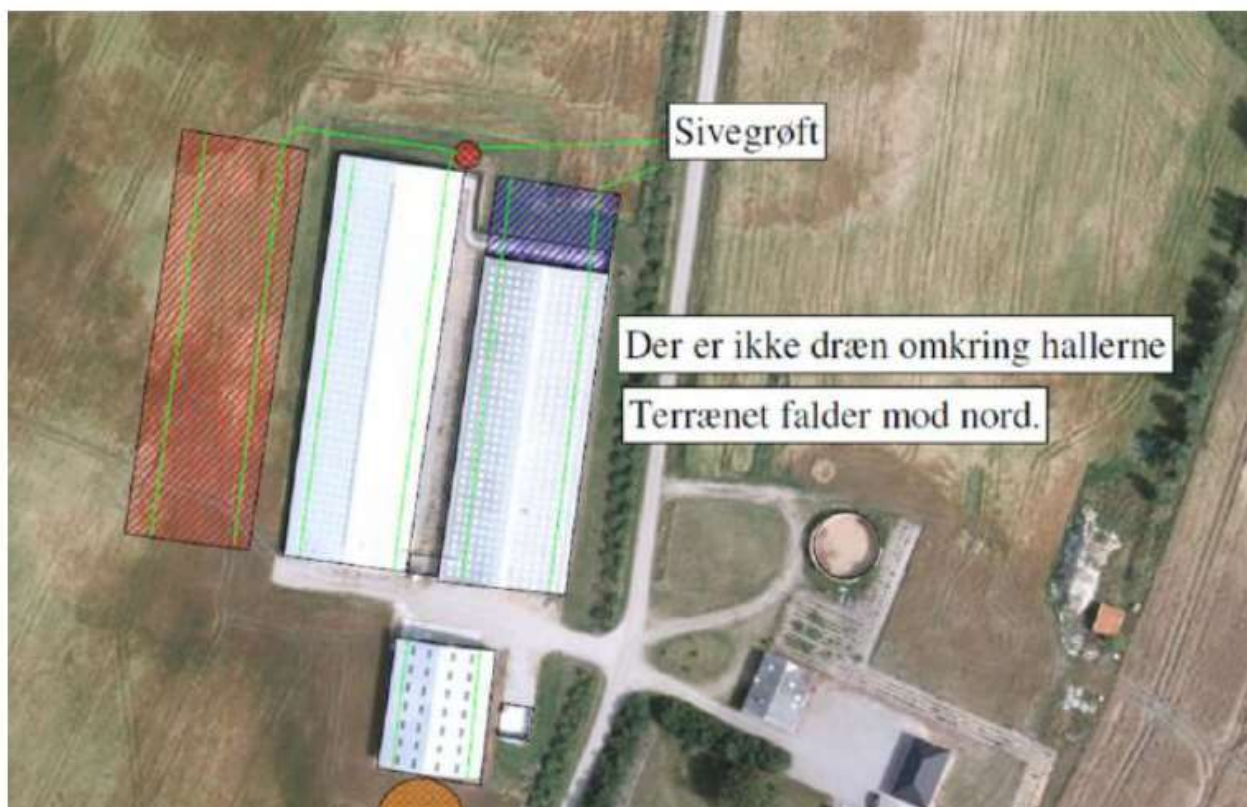 Sivegrøft
Der er ikke dræn omkring hallerne
Terrænet falder mod nord.